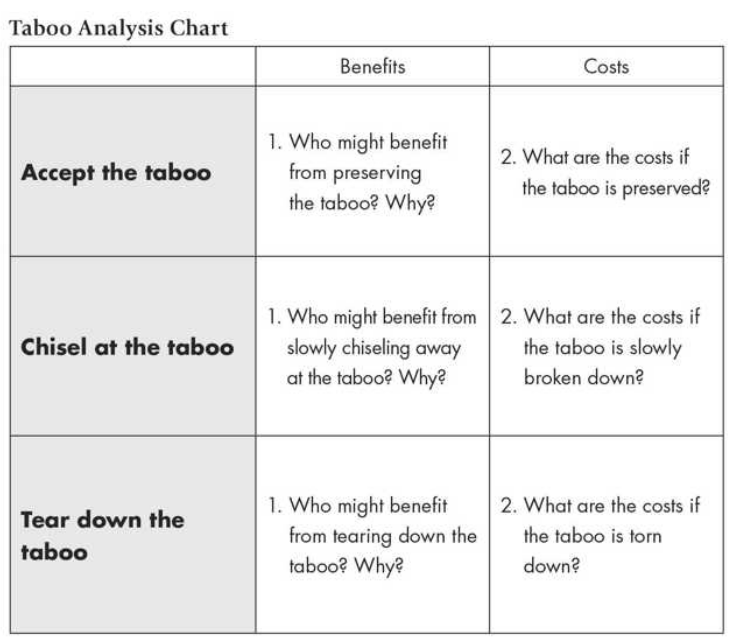 Taboo Analysis Chart
Benefits
Costs
Accept the taboo
1. Who might benefit
from preserving
the taboo? Why?
2. What are the costs if
the taboo is preserved?
Chisel at the taboo
1. Who might benefit from
slowly chiseling away
at the taboo? Why?
2. What are the costs if
the taboo is slowly
broken down?
Tear down the
taboo
1. Who might benefit
from tearing down the
taboo? Why?
2. What are the costs if
the taboo is torn
down?